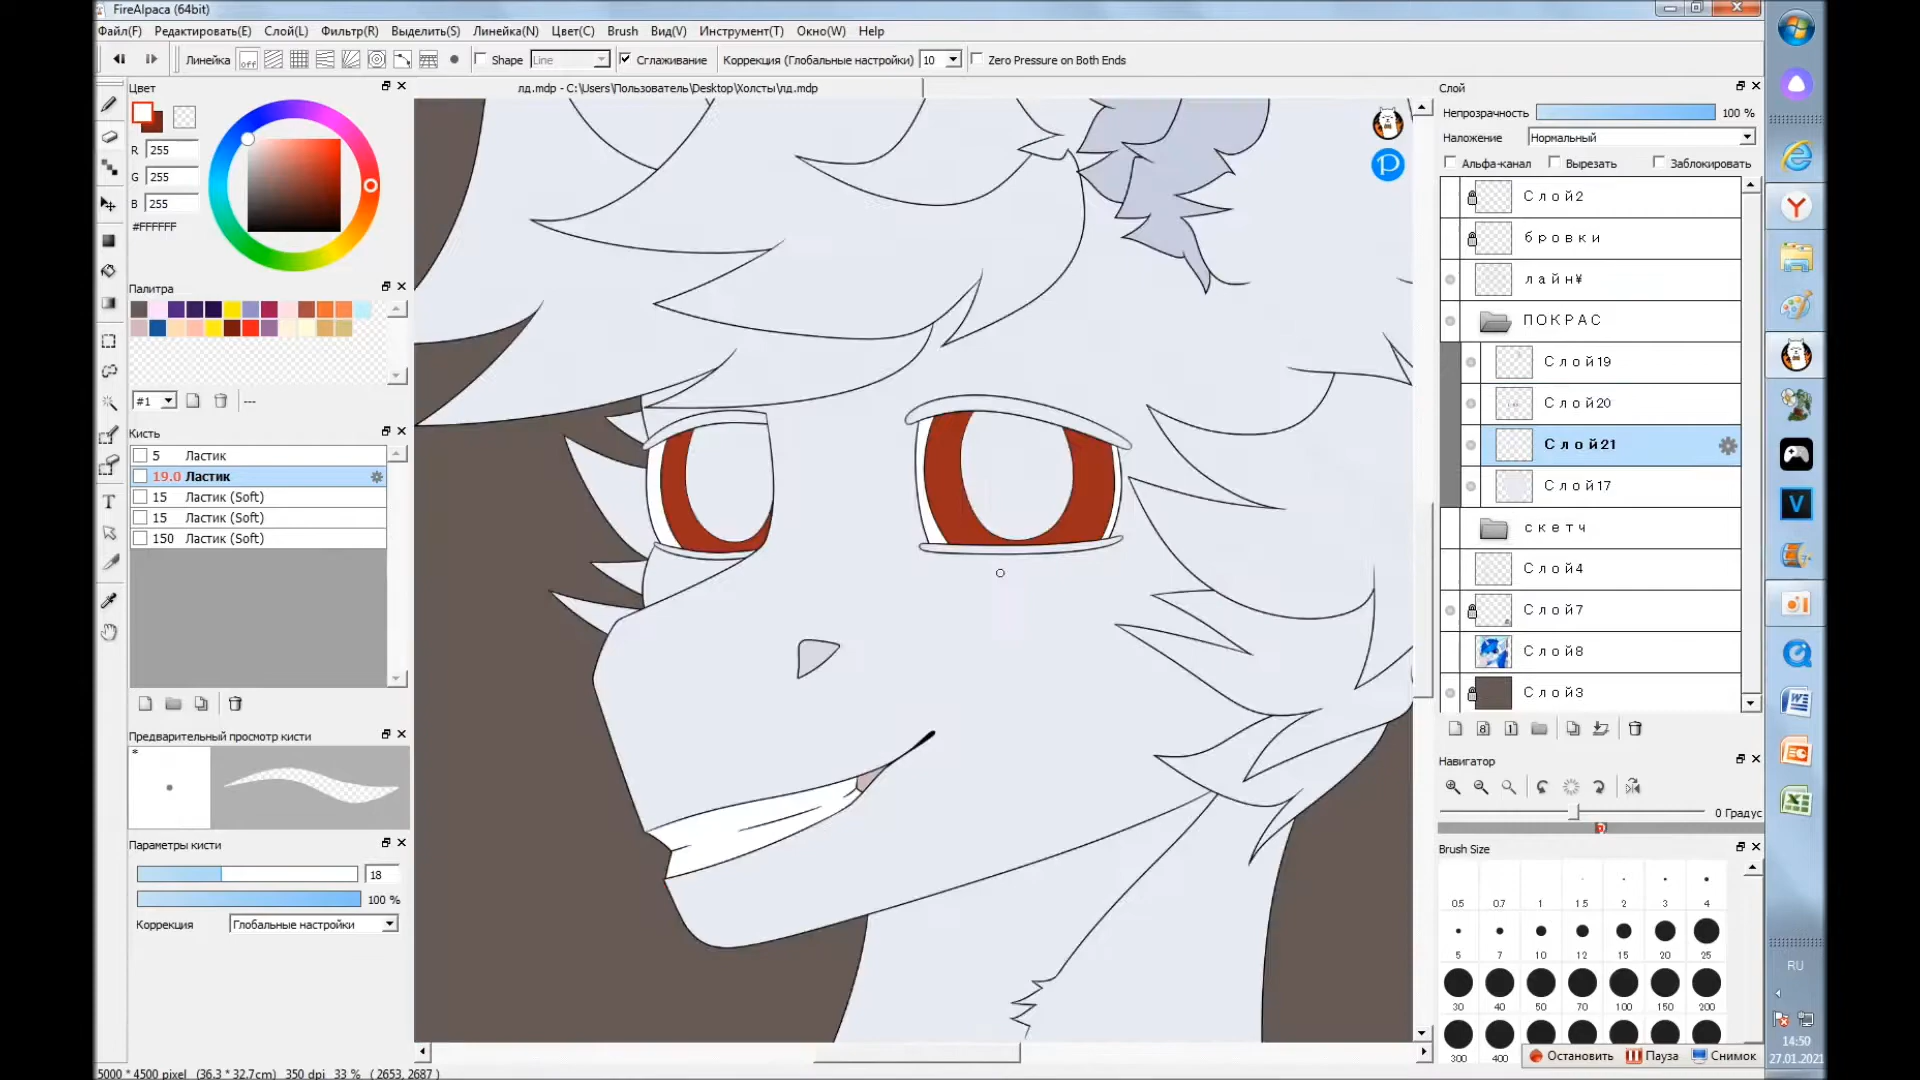 FireAlpaca (64bit)
Файл(F) Редактировать(E) Слой(L) Фильтр(R) Выделить(S) Линейка(N) Цвет(C) Brush Вид(V) Инструмент(T) Окно(W) Help
Линейка off Shape Line Сглаживание Коррекция (Глобальные настройки) 10 Zero Pressure on Both Ends
Цвет
лд.mdp - C:\Users\Пользователь\Desktop\Холсты\лд.mdp
Слой
R 255
G 255
B 255
#FFFFFF
Палитра
#1 ---
Кисть
5 Ластик
19.0 Ластик
15 Ластик (Soft)
15 Ластик (Soft)
150 Ластик (Soft)
Предварительный просмотр кисти
*
Параметры кисти
18
100 %
Коррекция Глобальные настройки
Непрозрачность 100 %
Наложение Нормальный
Альфа-канал Вырезать Заблокировать
Слой2
бровки
лайн¥
ПОКРАС
Слой19
Слой20
Слой21
Слой17
скетч
Слой4
Слой7
Слой8
Слой3
8 1
Навигатор
0 Градус
Brush Size
0.5 0.7 1 1.5 2 3 4
5 7 10 12 15 20 25
30 40 50 70 100 150 200
300 400
Остановить Пауза Снимок
RU
14:50
27.01.2021
5000 * 4500 pixel (36.3 * 32.7cm) 350 dpi 33 % ( 2653, 2687 )